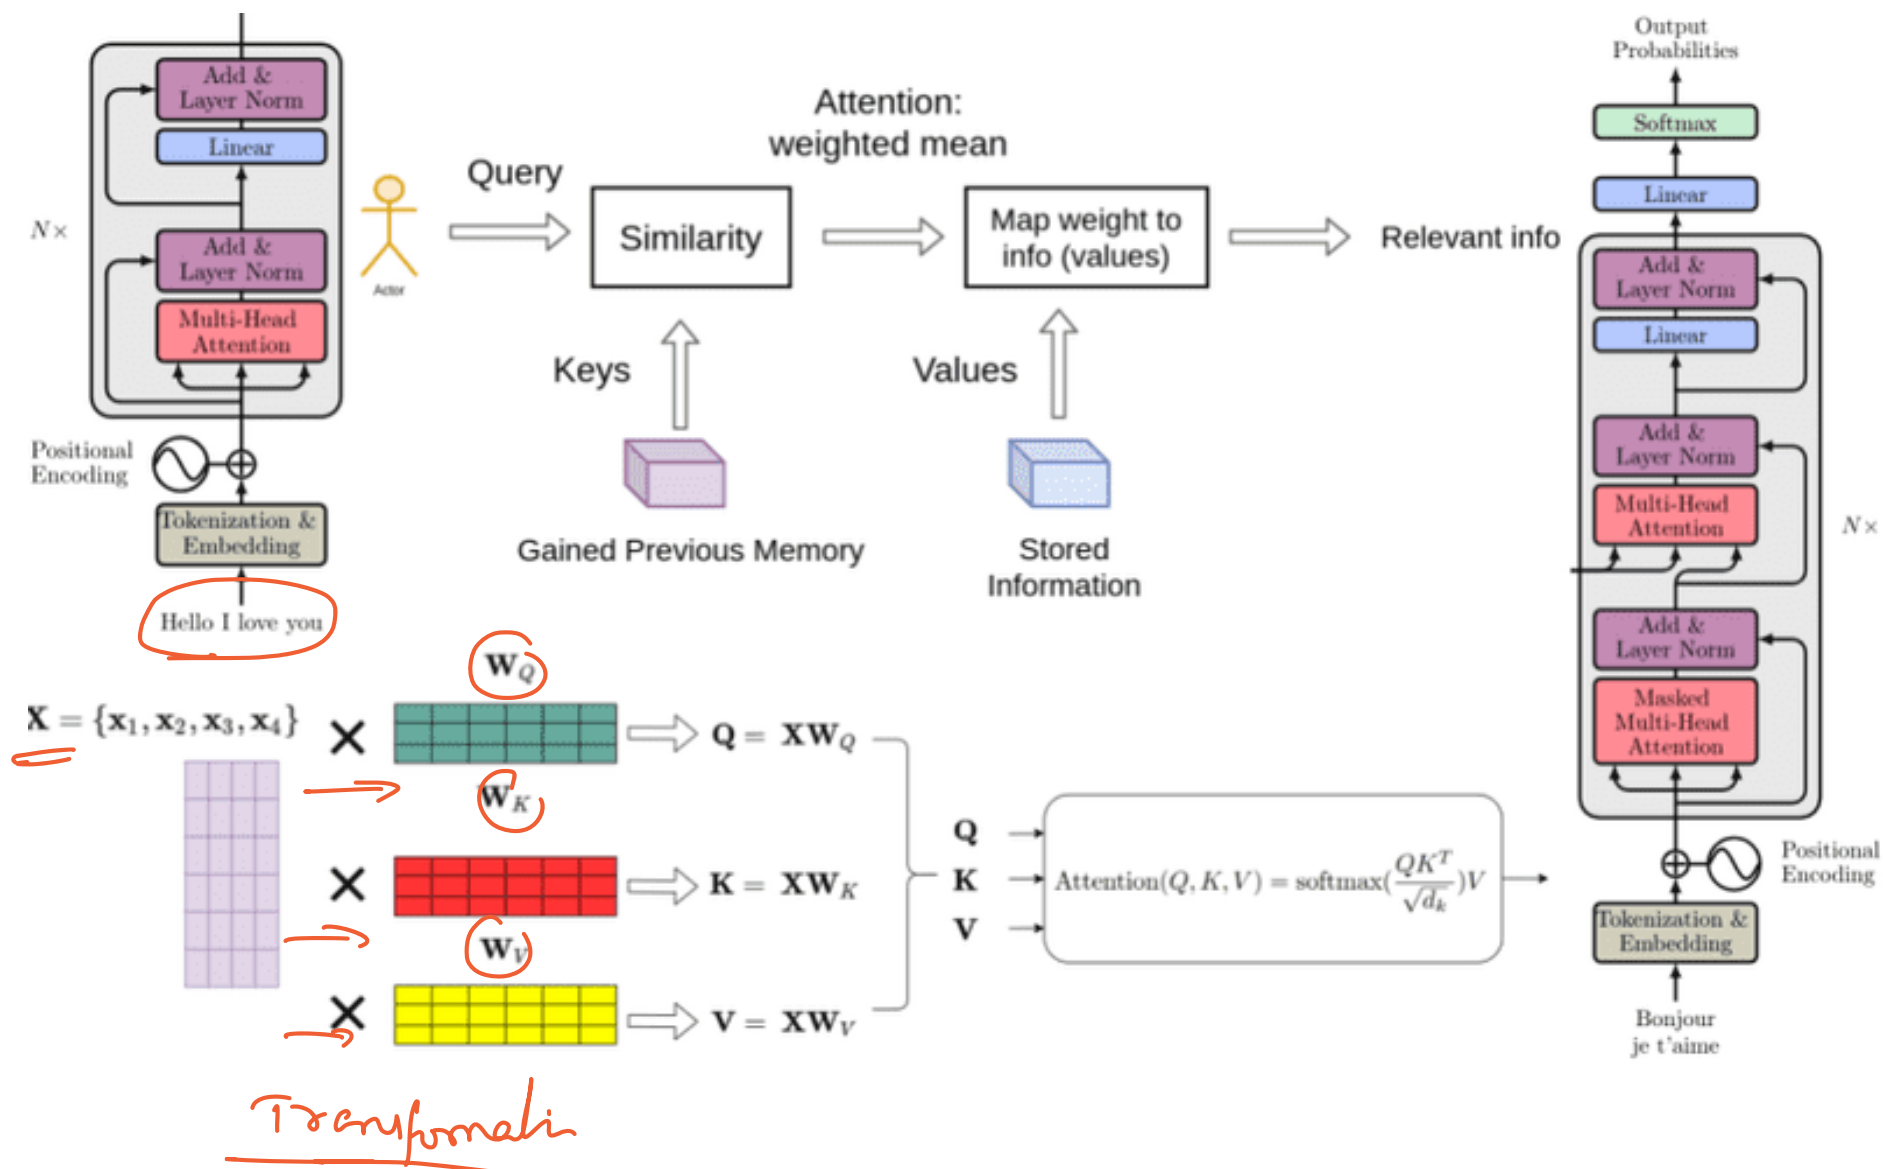 Add &
Layer Norm
Linear
N×
Add &
Layer Norm
Multi-Head
Attention
Positional
Encoding
Tokenization &
Embedding
Hello I love you
Actor
Query
Attention:
weighted mean
Similarity
Map weight to
info (values)
Relevant info
Keys
Values
Gained Previous Memory
Stored
Information
X = {x₁, x₂, x₃, x₄}
W_Q
Q = XW_Q
W_K
K = XW_K
W_V
V = XW_V
Q
K
V
Attention(Q, K, V) = softmax(QK^T/√d_k)V
Output
Probabilities
Softmax
Linear
Add &
Layer Norm
Linear
Add &
Layer Norm
Multi-Head
Attention
N×
Add &
Layer Norm
Masked
Multi-Head
Attention
Positional
Encoding
Tokenization &
Embedding
Bonjour
je t'aime